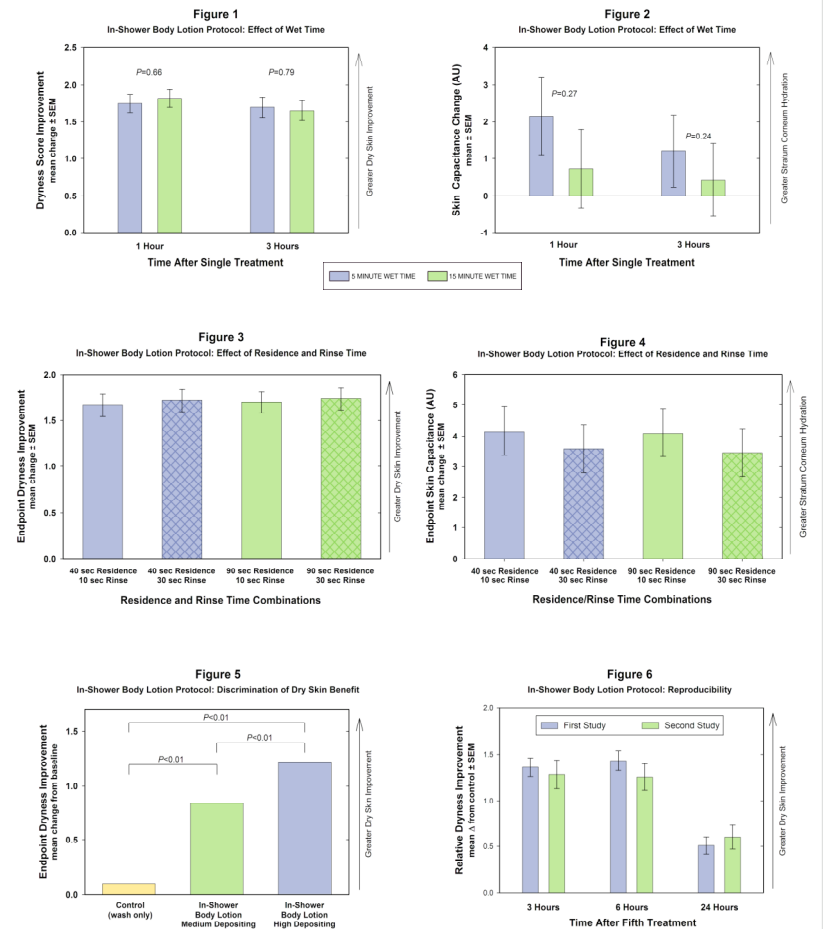 Figure 1
In-Shower Body Lotion Protocol: Effect of Wet Time
2.5
2.0
1.5
1.0
0.5
0.0
Dryness Score Improvement
mean change ± SEM
P=0.66
P=0.79
Greater Dry Skin Improvement
1 Hour
3 Hours
Time After Single Treatment
Figure 2
In-Shower Body Lotion Protocol: Effect of Wet Time
4
3
2
1
0
-1
Skin Capacitance Change (AU)
mean ± SEM
P=0.27
P=0.24
Greater Stratum Corneum Hydration
1 Hour
3 Hours
Time After Single Treatment
5 MINUTE WET TIME
15 MINUTE WET TIME
Figure 3
In-Shower Body Lotion Protocol: Effect of Residence and Rinse Time
2.0
1.5
1.0
0.5
0.0
Endpoint Dryness Improvement
mean change ± SEM
Greater Dry Skin Improvement
40 sec Residence
10 sec Rinse
40 sec Residence
30 sec Rinse
90 sec Residence
10 sec Rinse
90 sec Residence
30 sec Rinse
Residence and Rinse Time Combinations
Figure 4
In-Shower Body Lotion Protocol: Effect of Residence and Rinse Time
6
5
4
3
2
1
0
Endpoint Skin Capacitance (AU)
mean change ± SEM
Greater Stratum Corneum Hydration
40 sec Residence
10 sec Rinse
40 sec Residence
30 sec Rinse
90 sec Residence
10 sec Rinse
90 sec Residence
30 sec Rinse
Residence/Rinse Time Combinations
Figure 5
In-Shower Body Lotion Protocol: Discrimination of Dry Skin Benefit
1.5
1.0
0.5
0.0
Endpoint Dryness Improvement
mean change from baseline
P<0.01
P<0.01
P<0.01
Greater Dry Skin Improvement
Control
(wash only)
In-Shower
Body Lotion
Medium Depositing
In-Shower
Body Lotion
High Depositing
Figure 6
In-Shower Body Lotion Protocol: Reproducibility
2.0
1.5
1.0
0.5
0.0
Relative Dryness Improvement
mean Δ from control ± SEM
First Study
Second Study
Greater Dry Skin Improvement
3 Hours
6 Hours
24 Hours
Time After Fifth Treatment